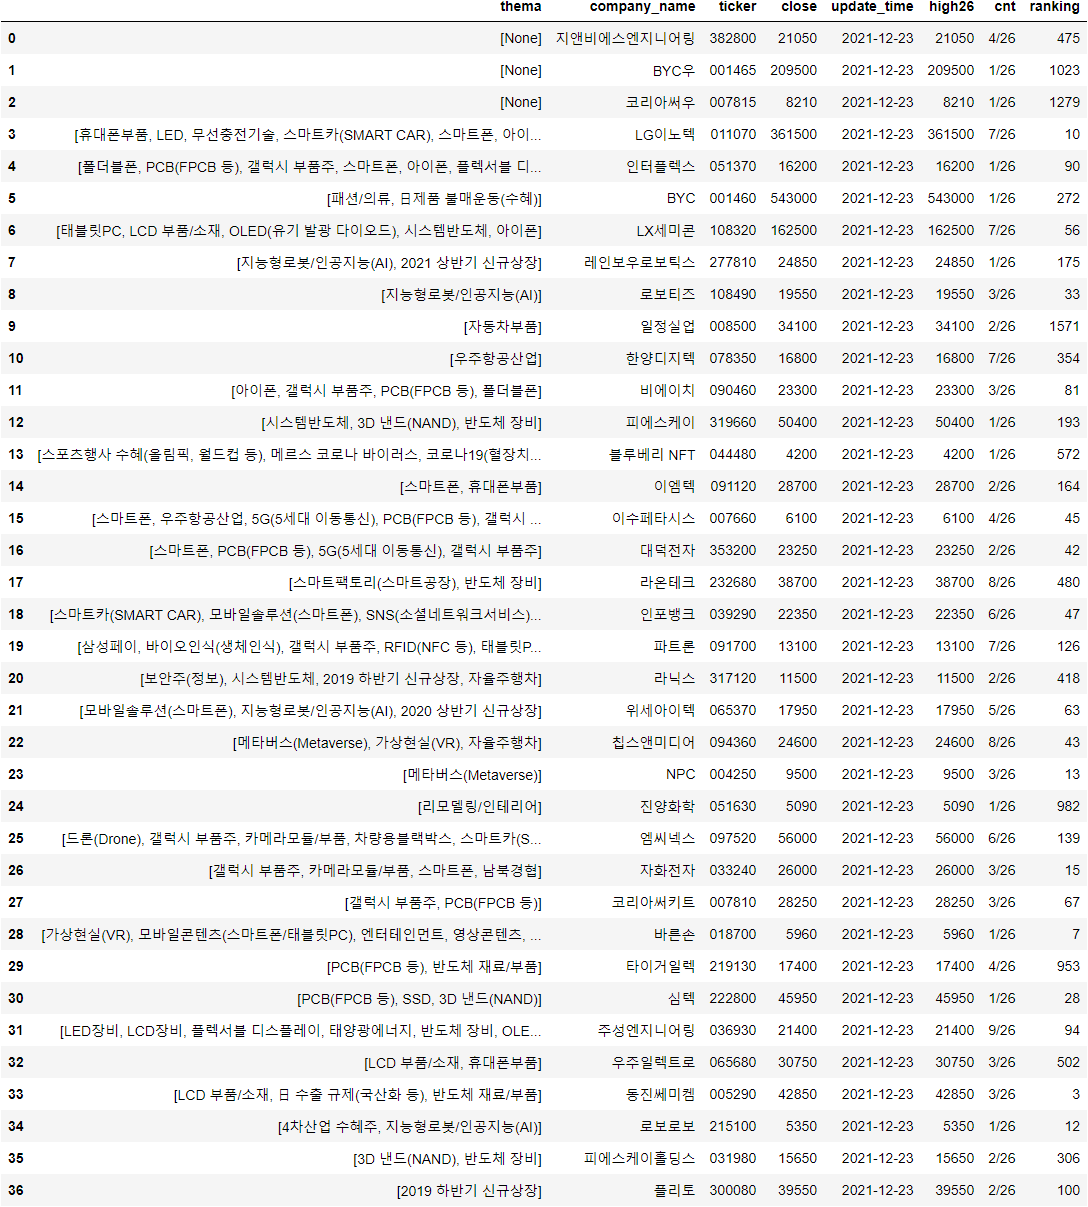 thema company_name ticker close update_time high26 cnt ranking
0 [None] 지앤비에스엔지니어링 382800 21050 2021-12-23 21050 4/26 475
1 [None] BYC우 001465 209500 2021-12-23 209500 1/26 1023
2 [None] 코리아써우 007815 8210 2021-12-23 8210 1/26 1279
3 [휴대폰부품, LED, 무선충전기술, 스마트카(SMART CAR), 스마트폰, 아이... LG이노텍 011070 361500 2021-12-23 361500 7/26 10
4 [폴더블폰, PCB(FPCB 등), 갤럭시 부품주, 스마트폰, 아이폰, 플렉서블 디... 인터플렉스 051370 16200 2021-12-23 16200 1/26 90
5 [패션/의류, 日제품 불매운동(수혜)] BYC 001460 543000 2021-12-23 543000 1/26 272
6 [태블릿PC, LCD 부품/소재, OLED(유기 발광 다이오드), 시스템반도체, 아이폰] LX세미콘 108320 162500 2021-12-23 162500 7/26 56
7 [지능형로봇/인공지능(AI), 2021 상반기 신규상장] 레인보우로보틱스 277810 24850 2021-12-23 24850 1/26 175
8 [지능형로봇/인공지능(AI)] 로보티즈 108490 19550 2021-12-23 19550 3/26 33
9 [자동차부품] 일정실업 008500 34100 2021-12-23 34100 2/26 1571
10 [우주항공산업] 한양디지텍 078350 16800 2021-12-23 16800 7/26 354
11 [아이폰, 갤럭시 부품주, PCB(FPCB 등), 폴더블폰] 비에이치 090460 23300 2021-12-23 23300 3/26 81
12 [시스템반도체, 3D 낸드(NAND), 반도체 장비] 피에스케이 319660 50400 2021-12-23 50400 1/26 193
13 [스포츠행사 수혜(올림픽, 월드컵 등), 메르스 코로나 바이러스, 코로나19(혈장치... 블루베리 NFT 044480 4200 2021-12-23 4200 1/26 572
14 [스마트폰, 휴대폰부품] 이엠텍 091120 28700 2021-12-23 28700 2/26 164
15 [스마트폰, 우주항공산업, 5G(5세대 이동통신), PCB(FPCB 등), 갤럭시 ... 이수페타시스 007660 6100 2021-12-23 6100 4/26 45
16 [스마트폰, PCB(FPCB 등), 5G(5세대 이동통신), 갤럭시 부품주] 대덕전자 353200 23250 2021-12-23 23250 2/26 42
17 [스마트팩토리(스마트공장), 반도체 장비] 라온테크 232680 38700 2021-12-23 38700 8/26 480
18 [스마트카(SMART CAR), 모바일솔루션(스마트폰), SNS(소셜네트워크서비스)... 인포뱅크 039290 22350 2021-12-23 22350 6/26 47
19 [삼성페이, 바이오인식(생체인식), 갤럭시 부품주, RFID(NFC 등), 태블릿P... 파트론 091700 13100 2021-12-23 13100 7/26 126
20 [보안주(정보), 시스템반도체, 2019 하반기 신규상장, 자율주행차] 라닉스 317120 11500 2021-12-23 11500 2/26 418
21 [모바일솔루션(스마트폰), 지능형로봇/인공지능(AI), 2020 상반기 신규상장] 위세아이텍 065370 17950 2021-12-23 17950 5/26 63
22 [메타버스(Metaverse), 가상현실(VR), 자율주행차] 칩스앤미디어 094360 24600 2021-12-23 24600 8/26 43
23 [메타버스(Metaverse)] NPC 004250 9500 2021-12-23 9500 3/26 13
24 [리모델링/인테리어] 진양화학 051630 5090 2021-12-23 5090 1/26 982
25 [드론(Drone), 갤럭시 부품주, 카메라모듈/부품, 차량용블랙박스, 스마트카(S... 엠씨넥스 097520 56000 2021-12-23 56000 6/26 139
26 [갤럭시 부품주, 카메라모듈/부품, 스마트폰, 남북경협] 자화전자 033240 26000 2021-12-23 26000 3/26 15
27 [갤럭시 부품주, PCB(FPCB 등)] 코리아써키트 007810 28250 2021-12-23 28250 3/26 67
28 [가상현실(VR), 모바일콘텐츠(스마트폰/태블릿PC), 엔터테인먼트, 영상콘텐츠, ... 바른손 018700 5960 2021-12-23 5960 1/26 7
29 [PCB(FPCB 등), 반도체 재료/부품] 타이거일렉 219130 17400 2021-12-23 17400 4/26 953
30 [PCB(FPCB 등), SSD, 3D 낸드(NAND)] 심텍 222800 45950 2021-12-23 45950 1/26 28
31 [LED장비, LCD장비, 플렉서블 디스플레이, 태양광에너지, 반도체 장비, OLE... 주성엔지니어링 036930 21400 2021-12-23 21400 9/26 94
32 [LCD 부품/소재, 휴대폰부품] 우주일렉트로 065680 30750 2021-12-23 30750 3/26 502
33 [LCD 부품/소재, 日 수출 규제(국산화 등), 반도체 재료/부품] 동진쎄미켐 005290 42850 2021-12-23 42850 3/26 3
34 [4차산업 수혜주, 지능형로봇/인공지능(AI)] 로보로보 215100 5350 2021-12-23 5350 1/26 12
35 [3D 낸드(NAND), 반도체 장비] 피에스케이홀딩스 031980 15650 2021-12-23 15650 2/26 306
36 [2019 하반기 신규상장] 플리토 300080 39550 2021-12-23 39550 2/26 100